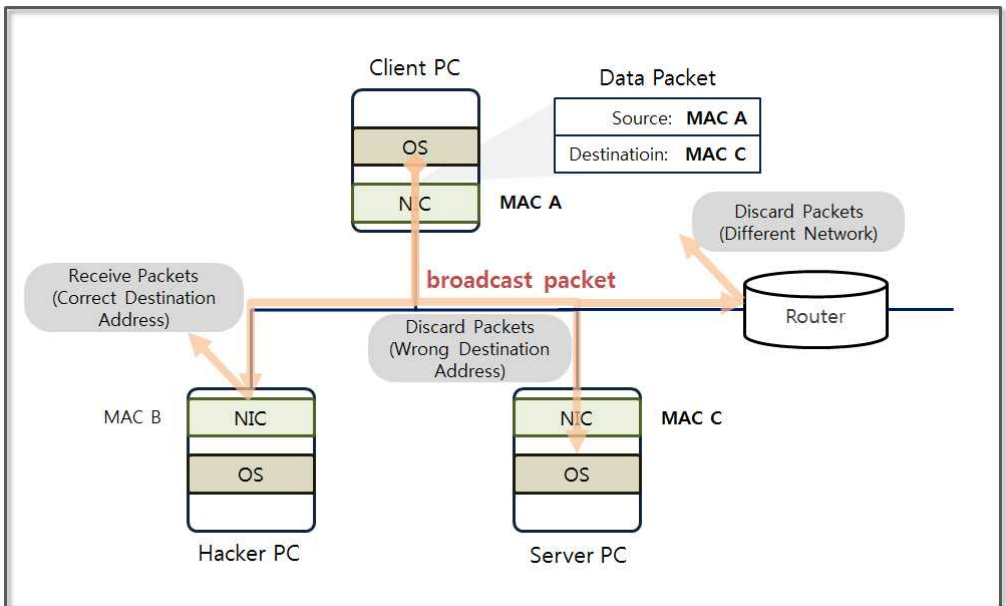 Client PC
Data Packet
Source: MAC A
OS
Destinatioin: MAC C
NIC
MAC A
Discard Packets
(Different Network)
Receive Packets
(Correct Destination
Address)
broadcast packet
Router
Discard Packets
(Wrong Destination
Address)
MAC B
NIC
NIC
MAC C
OS
OS
Hacker PC
Server PC